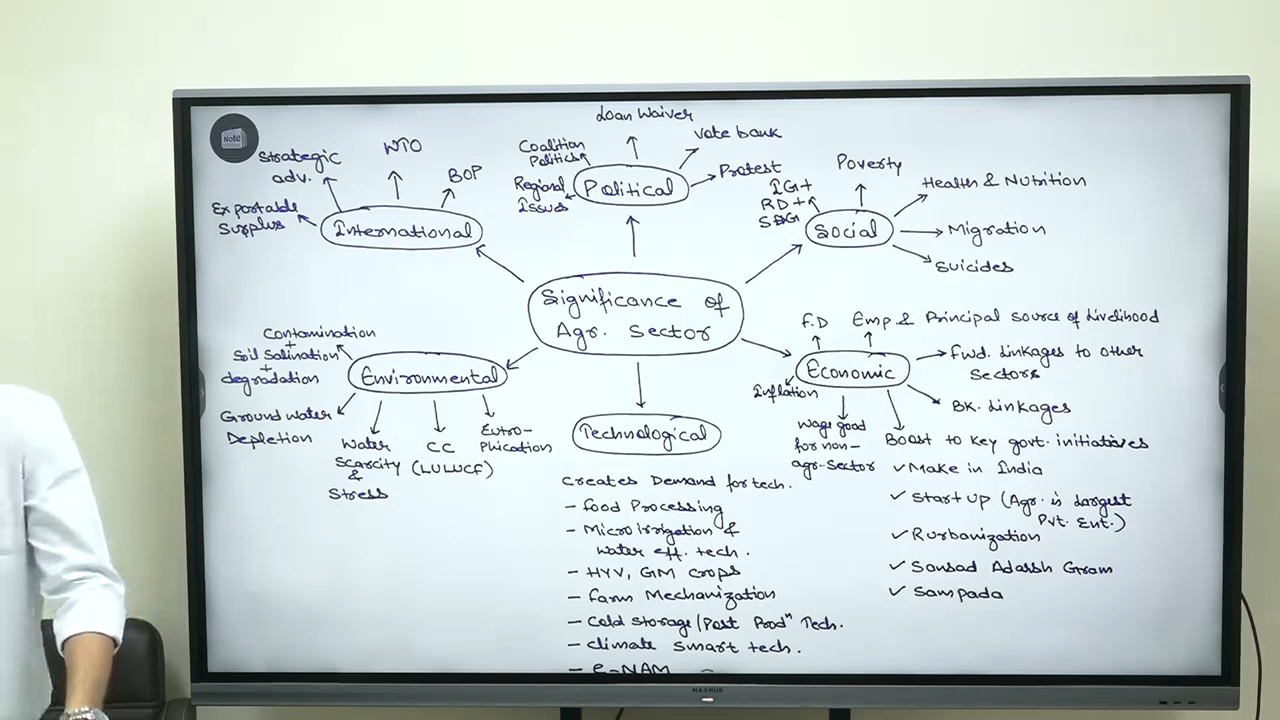 Note
Loan Waiver
Coalition
Politics
Vote bank
Regional
Issues
Political
Protest
Strategic
adv.
WTO
BOP
Exportable
Surplus
International
IG+
RD+
SDG
Poverty
Health & Nutrition
Social
Migration
Suicides
Significance of
Agr. Sector
Contamination
+
Soil Salination
+
degradation
Environmental
Ground water
Depletion
Water
Scarcity
&
Stress
CC
(LULUCF)
Eutro-
Phication
F.D
Emp. & Principal source of Livelihood
Economic
Fwd. Linkages to other
Sectors
Inflation
BK. Linkages
Wage good
for non-
agr-sector
Boost to key govt. initiatives
✓ Make in India
✓ Start up (Agr. is Largest
Pvt. Ent.)
✓ Rurbanization
✓ Sansad Adarsh Gram
✓ Sampada
Technological
Creates Demand for tech.
- Food Processing
- Micro irrigation &
Water eff. tech.
- HYV, GM crops
- Farm Mechanization
- Cold storage/Post Prodn Tech.
- Climate smart tech.
- e-NAM
MAXHUB